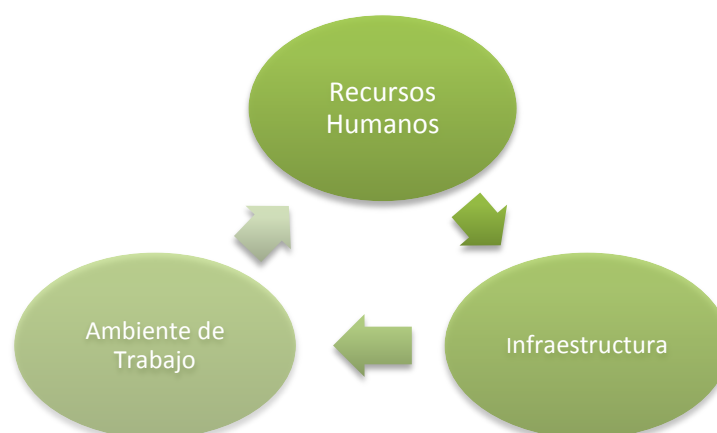 Recursos
Humanos
Ambiente de
Trabajo
Infraestructura